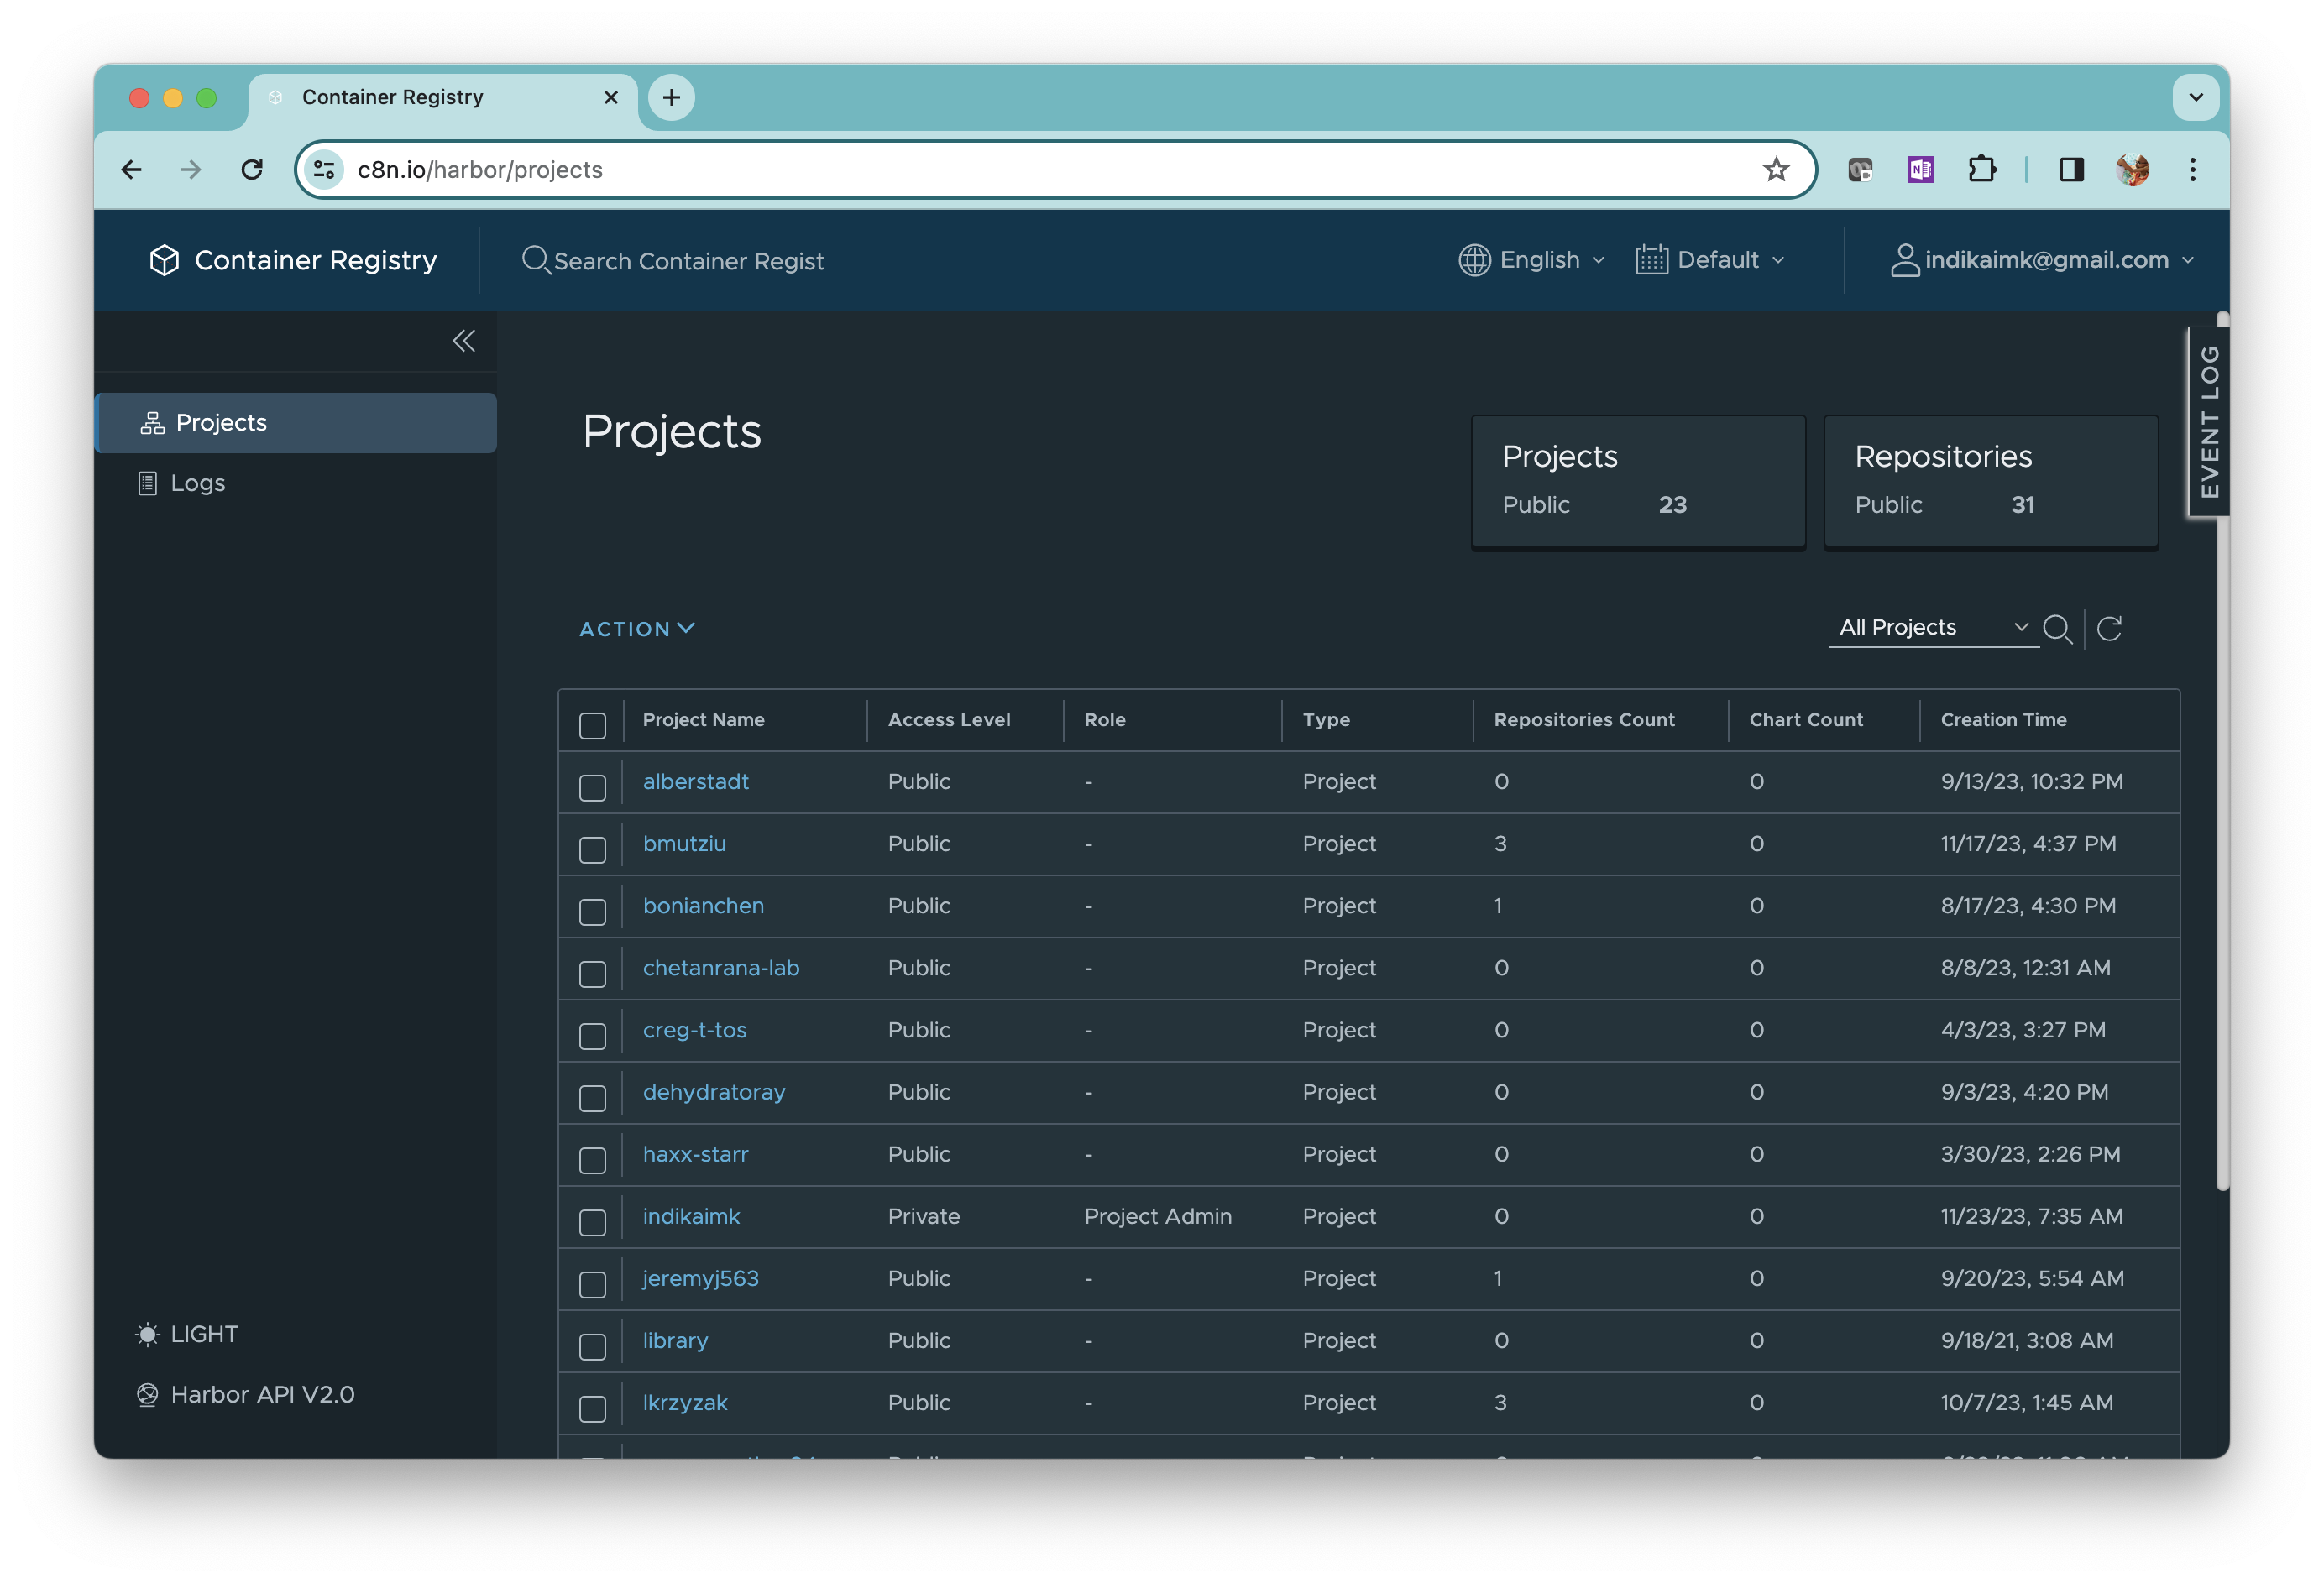 Container Registry
c8n.io/harbor/projects
Container Registry
Search Container Regist
English
Default
indikaimk@gmail.com
EVENT LOG
Projects
Logs
LIGHT
Harbor API V2.0
Projects
Projects
Public 23
Repositories
Public 31
ACTION
All Projects
Project Name Access Level Role Type Repositories Count Chart Count Creation Time
alberstadt Public - Project 0 0 9/13/23, 10:32 PM
bmutziu Public - Project 3 0 11/17/23, 4:37 PM
bonianchen Public - Project 1 0 8/17/23, 4:30 PM
chetanrana-lab Public - Project 0 0 8/8/23, 12:31 AM
creg-t-tos Public - Project 0 0 4/3/23, 3:27 PM
dehydratoray Public - Project 0 0 9/3/23, 4:20 PM
haxx-starr Public - Project 0 0 3/30/23, 2:26 PM
indikaimk Private Project Admin Project 0 0 11/23/23, 7:35 AM
jeremyj563 Public - Project 1 0 9/20/23, 5:54 AM
library Public - Project 0 0 9/18/21, 3:08 AM
lkrzyzak Public - Project 3 0 10/7/23, 1:45 AM